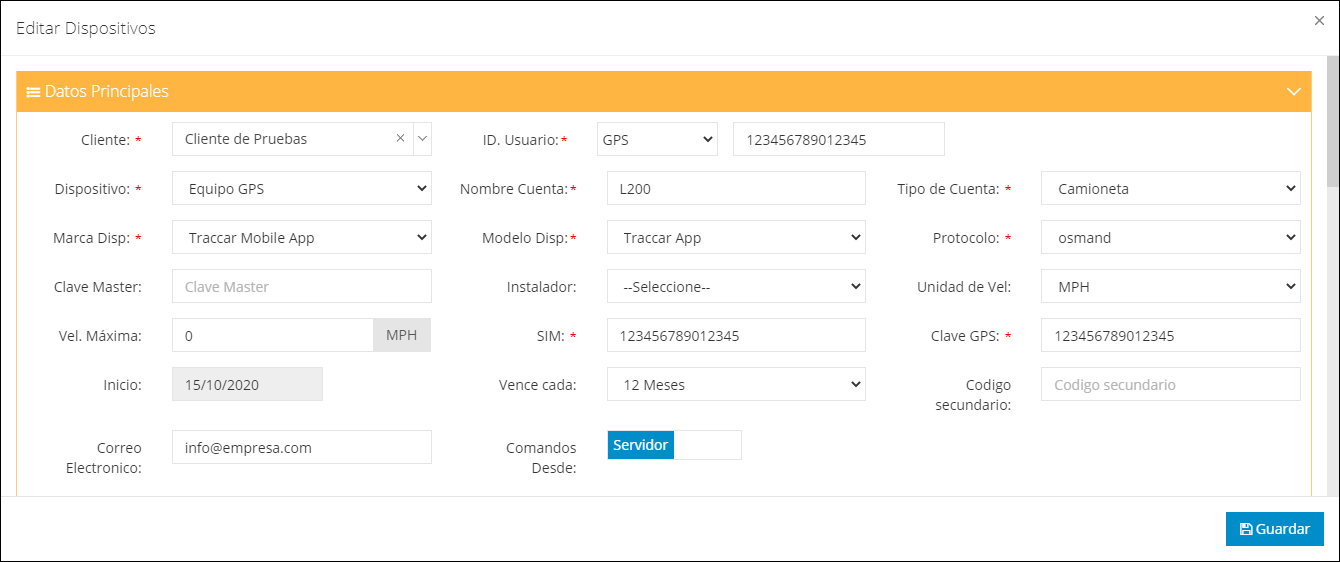 Editar Dispositivos
×
Datos Principales
Cliente: * Cliente de Pruebas × ID. Usuario:* GPS 123456789012345
Dispositivo: * Equipo GPS Nombre Cuenta:* L200 Tipo de Cuenta: * Camioneta
Marca Disp: * Traccar Mobile App Modelo Disp:* Traccar App Protocolo: * osmand
Clave Master: Clave Master Instalador: --Seleccione-- Unidad de Vel: MPH
Vel. Máxima: 0 MPH SIM: * 123456789012345 Clave GPS: * 123456789012345
Inicio: 15/10/2020 Vence cada: 12 Meses Codigo
secundario: Codigo secundario
Correo
Electronico: info@empresa.com Comandos
Desde: Servidor
Guardar